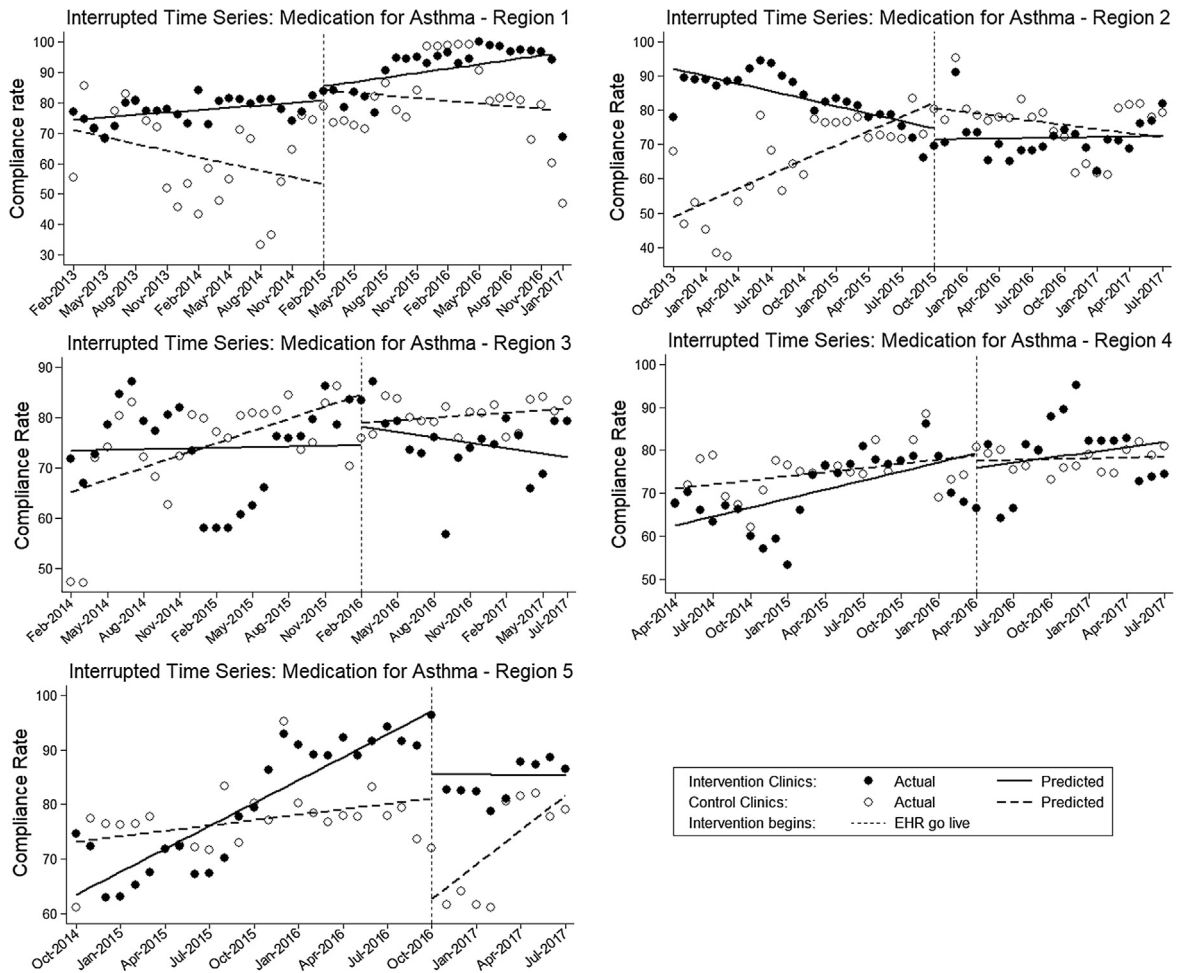 Interrupted Time Series: Medication for Asthma - Region 1
Compliance rate
100
90
80
70
60
50
40
30
Feb-2013
May-2013
Aug-2013
Nov-2013
Feb-2014
May-2014
Aug-2014
Nov-2014
Feb-2015
May-2015
Aug-2015
Nov-2015
Feb-2016
May-2016
Aug-2016
Nov-2016
Jan-2017
Interrupted Time Series: Medication for Asthma - Region 2
Compliance Rate
100
90
80
70
60
50
40
Oct-2013
Jan-2014
Apr-2014
Jul-2014
Oct-2014
Jan-2015
Apr-2015
Jul-2015
Oct-2015
Jan-2016
Apr-2016
Jul-2016
Oct-2016
Jan-2017
Apr-2017
Jul-2017
Interrupted Time Series: Medication for Asthma - Region 3
Compliance Rate
90
80
70
60
50
Feb-2014
May-2014
Aug-2014
Nov-2014
Feb-2015
May-2015
Aug-2015
Nov-2015
Feb-2016
May-2016
Aug-2016
Nov-2016
Feb-2017
May-2017
Jul-2017
Interrupted Time Series: Medication for Asthma - Region 4
Compliance Rate
100
90
80
70
60
50
Apr-2014
Jul-2014
Oct-2014
Jan-2015
Apr-2015
Jul-2015
Oct-2015
Jan-2016
Apr-2016
Jul-2016
Oct-2016
Jan-2017
Apr-2017
Jul-2017
Interrupted Time Series: Medication for Asthma - Region 5
Compliance Rate
100
90
80
70
60
Oct-2014
Jan-2015
Apr-2015
Jul-2015
Oct-2015
Jan-2016
Apr-2016
Jul-2016
Oct-2016
Jan-2017
Apr-2017
Jul-2017
Intervention Clinics: Actual Predicted
Control Clinics: Actual Predicted
Intervention begins: EHR go live